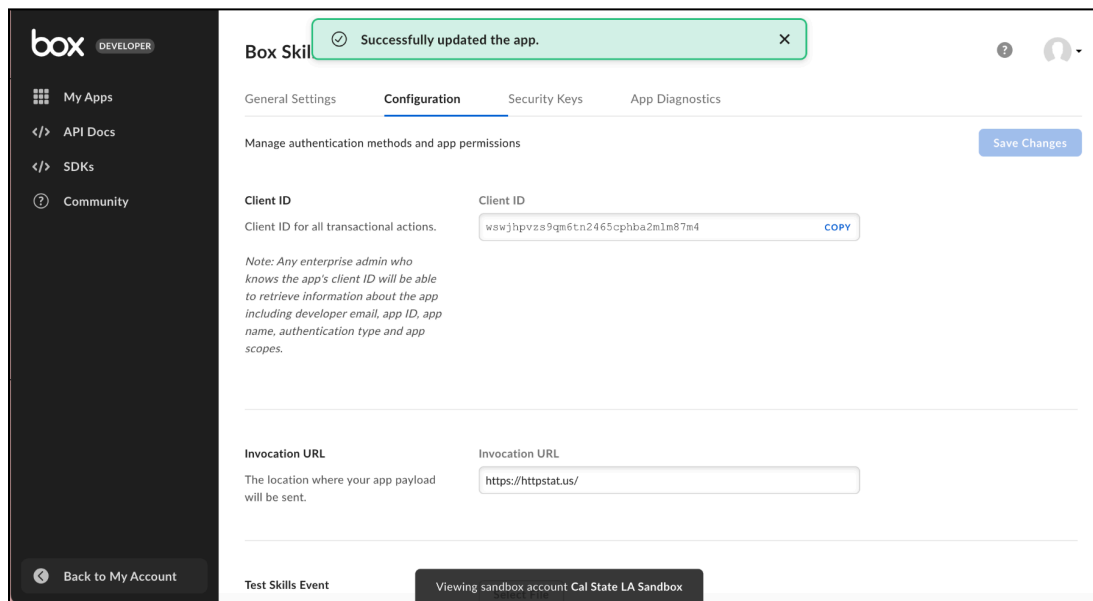 box DEVELOPER
My Apps
API Docs
SDKs
Community
Back to My Account
Successfully updated the app.
Box Skil
General Settings
Configuration
Security Keys
App Diagnostics
Manage authentication methods and app permissions
Save Changes
Client ID
Client ID for all transactional actions.
Note: Any enterprise admin who
knows the app's client ID will be able
to retrieve information about the app
including developer email, app ID, app
name, authentication type and app
scopes.
Client ID
wswjhpvzs9qm6tn2465cphba2mlm87m4
COPY
Invocation URL
The location where your app payload
will be sent.
Invocation URL
https://httpstat.us/
Test Skills Event
Select File
Viewing sandbox account Cal State LA Sandbox